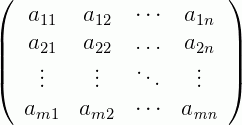 a₁₁ a₁₂ ⋯ a₁ₙ
a₂₁ a₂₂ … a₂ₙ
⋮ ⋮ ⋱ ⋮
aₘ₁ aₘ₂ ⋯ aₘₙ